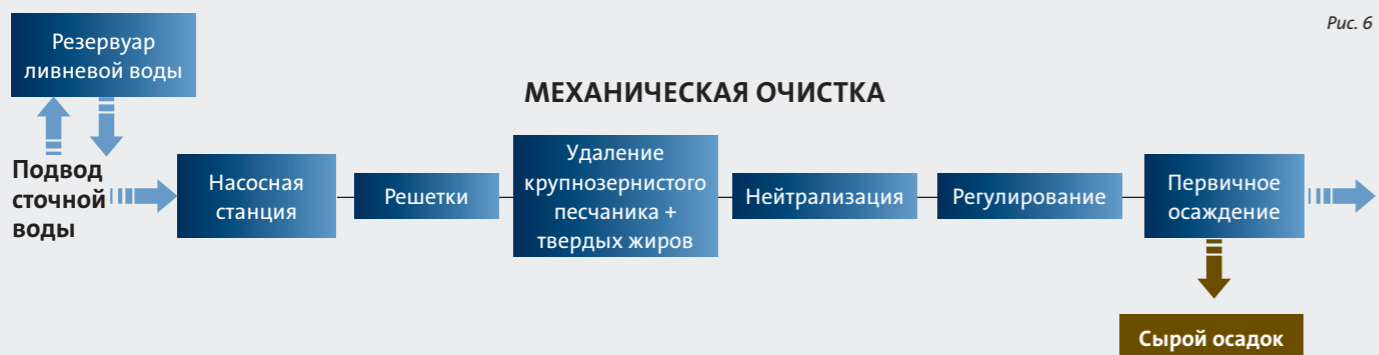 Рис. 6
Резервуар
ливневой воды
МЕХАНИЧЕСКАЯ ОЧИСТКА
Подвод
сточной
воды
Насосная
станция
Решетки
Удаление
крупнозернистого
песчаника +
твердых жиров
Нейтрализация
Регулирование
Первичное
осаждение
Сырой осадок